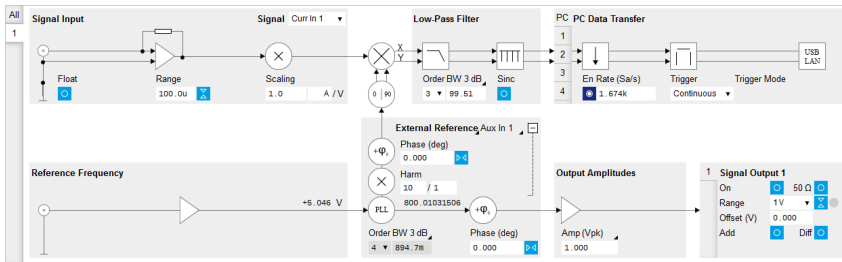 All
1
Signal Input
Signal Curr In 1 ▼
Float
Range
100.0u
Scaling
1.0 A / V
X
Y
0 | 90
Low-Pass Filter
Order BW 3 dB
3 ▼ 99.51
Sinc
PC
1
2
3
4
PC Data Transfer
En Rate (Sa/s)
1.674k
Trigger
Continuous ▼
Trigger Mode
USB
LAN
External Reference Aux In 1
+φ
Phase (deg)
0.000
Harm
10 / 1
Reference Frequency
+5.046 V
PLL
800.01031506
Order BW 3 dB
4 ▼ 894.7m
+φ
Phase (deg)
0.000
Output Amplitudes
Amp (Vpk)
1.000
1
Signal Output 1
On 50 Ω
Range 1 V ▼
Offset (V) 0.000
Add Diff